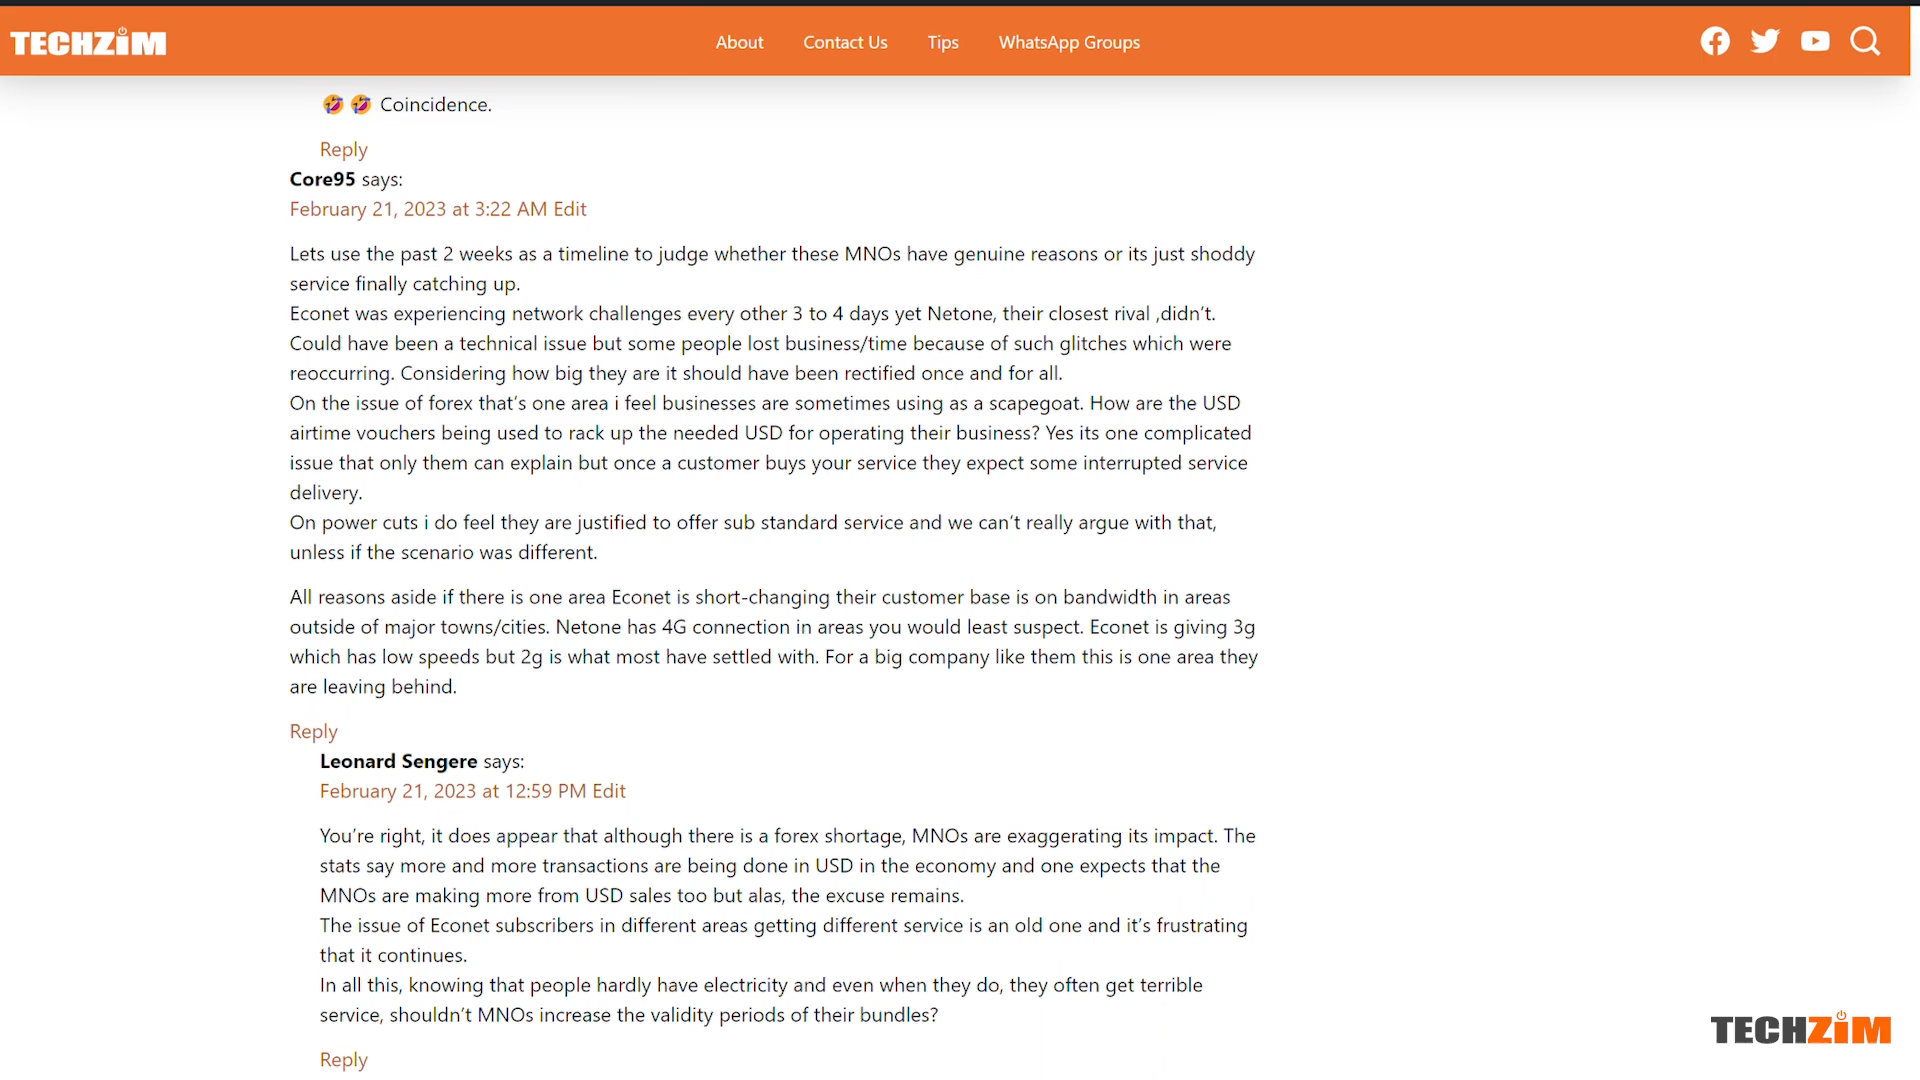 TECHZiM
About Contact Us Tips WhatsApp Groups
🤣 🤣 Coincidence.
Reply
Core95 says:
February 21, 2023 at 3:22 AM Edit
Lets use the past 2 weeks as a timeline to judge whether these MNOs have genuine reasons or its just shoddy
service finally catching up.
Econet was experiencing network challenges every other 3 to 4 days yet Netone, their closest rival ,didn’t.
Could have been a technical issue but some people lost business/time because of such glitches which were
reoccurring. Considering how big they are it should have been rectified once and for all.
On the issue of forex that’s one area i feel businesses are sometimes using as a scapegoat. How are the USD
airtime vouchers being used to rack up the needed USD for operating their business? Yes its one complicated
issue that only them can explain but once a customer buys your service they expect some interrupted service
delivery.
On power cuts i do feel they are justified to offer sub standard service and we can’t really argue with that,
unless if the scenario was different.
All reasons aside if there is one area Econet is short-changing their customer base is on bandwidth in areas
outside of major towns/cities. Netone has 4G connection in areas you would least suspect. Econet is giving 3g
which has low speeds but 2g is what most have settled with. For a big company like them this is one area they
are leaving behind.
Reply
Leonard Sengere says:
February 21, 2023 at 12:59 PM Edit
You’re right, it does appear that although there is a forex shortage, MNOs are exaggerating its impact. The
stats say more and more transactions are being done in USD in the economy and one expects that the
MNOs are making more from USD sales too but alas, the excuse remains.
The issue of Econet subscribers in different areas getting different service is an old one and it’s frustrating
that it continues.
In all this, knowing that people hardly have electricity and even when they do, they often get terrible
service, shouldn’t MNOs increase the validity periods of their bundles?
Reply
TECHZiM